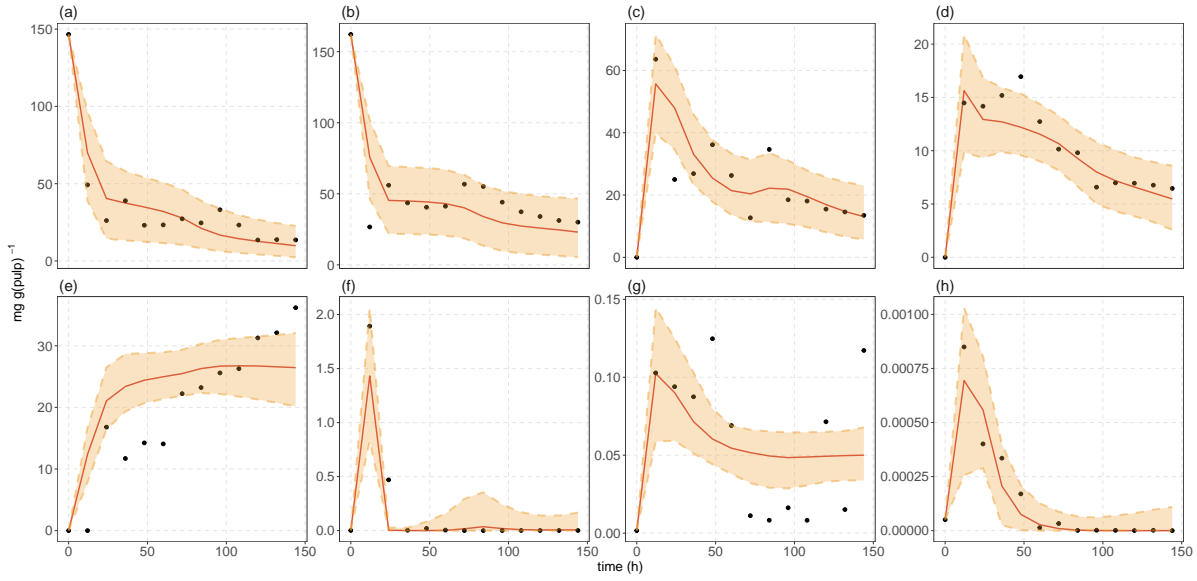 (a) (b) (c) (d)
150 100 50 0
150 100 50 0
60 40 20 0
20 15 10 5 0
mg g(pulp) −1
(e) (f) (g) (h)
30 20 10 0
2.0 1.5 1.0 0.5 0.0
0.15 0.10 0.05 0.00
0.00100 0.00075 0.00050 0.00025 0.00000
0 50 100 150 0 50 100 150 0 50 100 150 0 50 100 150
time (h)